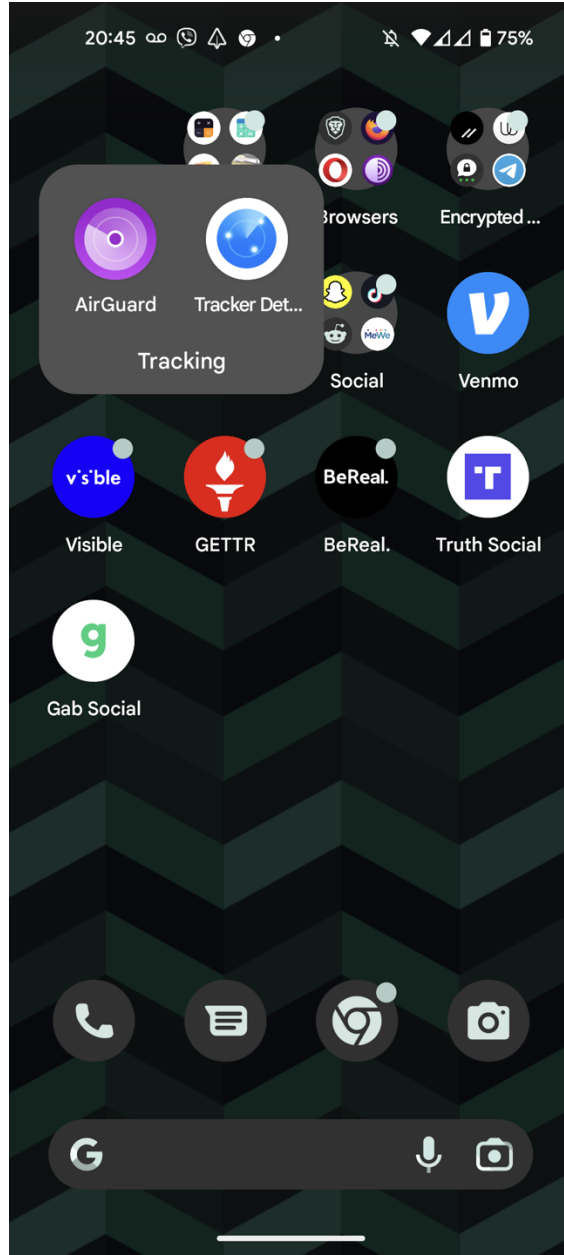 20:45
75%
Browsers
Encrypted ...
AirGuard
Tracker Det...
Tracking
MeWe
Social
Venmo
visible
BeReal.
Visible
GETTR
BeReal.
Truth Social
g
Gab Social
G